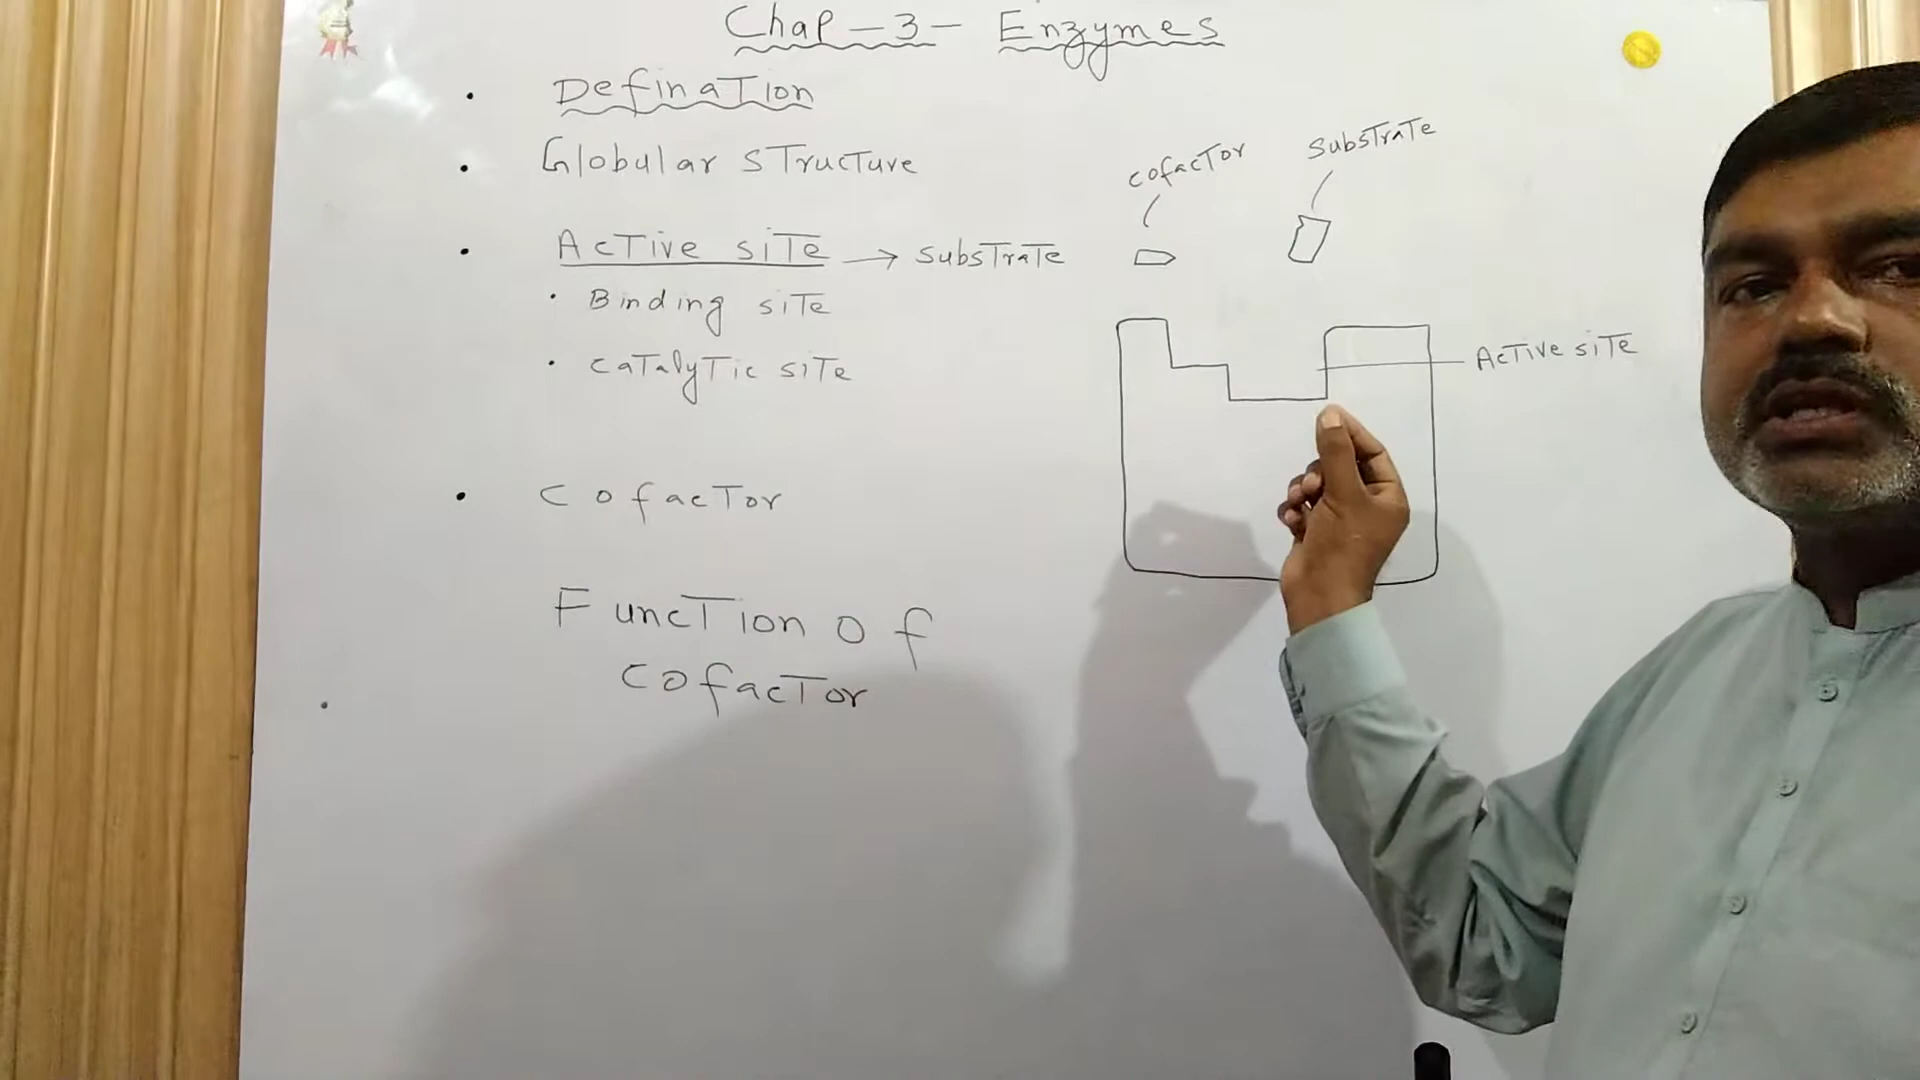 Chap - 3 - Enzymes
• Defination
• Globular structure
• Active site → substrate
• Binding site
• catalytic site
• cofactor
Function of
cofactor
cofactor
substrate
Active site